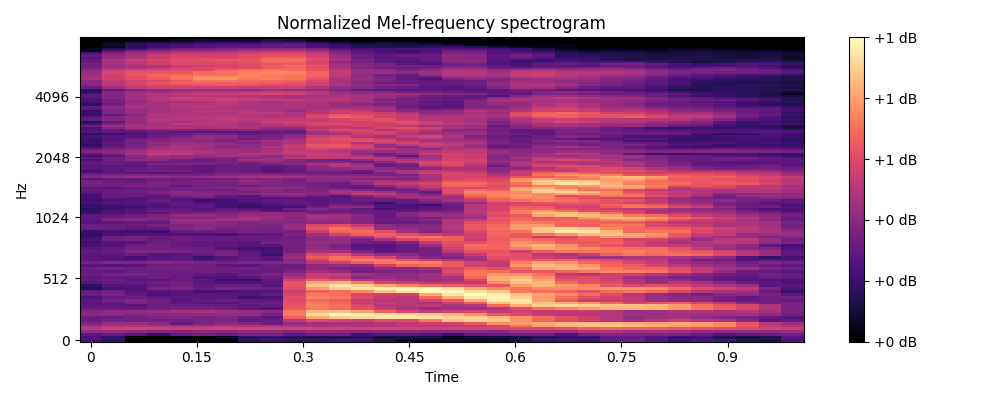 Normalized Mel-frequency spectrogram
+1 dB
4096
+1 dB
2048
+1 dB
Hz
1024
+0 dB
512
+0 dB
0
+0 dB
0 0.15 0.3 0.45 0.6 0.75 0.9
Time